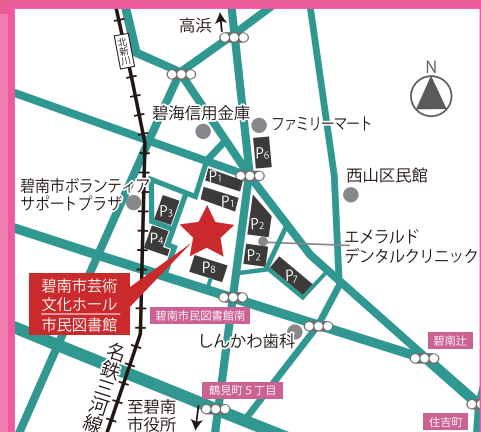 高浜
N
北新川
碧海信用金庫
ファミリーマート
P6
P1
P1
西山区民館
碧南市ボランティア
サポートプラザ
P3
P2
P4
P2
エメラルド
デンタルクリニック
P8
P7
碧南市芸術
文化ホール
市民図書館
碧南市民図書館南
しんかわ歯科
碧南辻
名鉄三河線
鶴見町5丁目
至碧南
市役所
住吉町